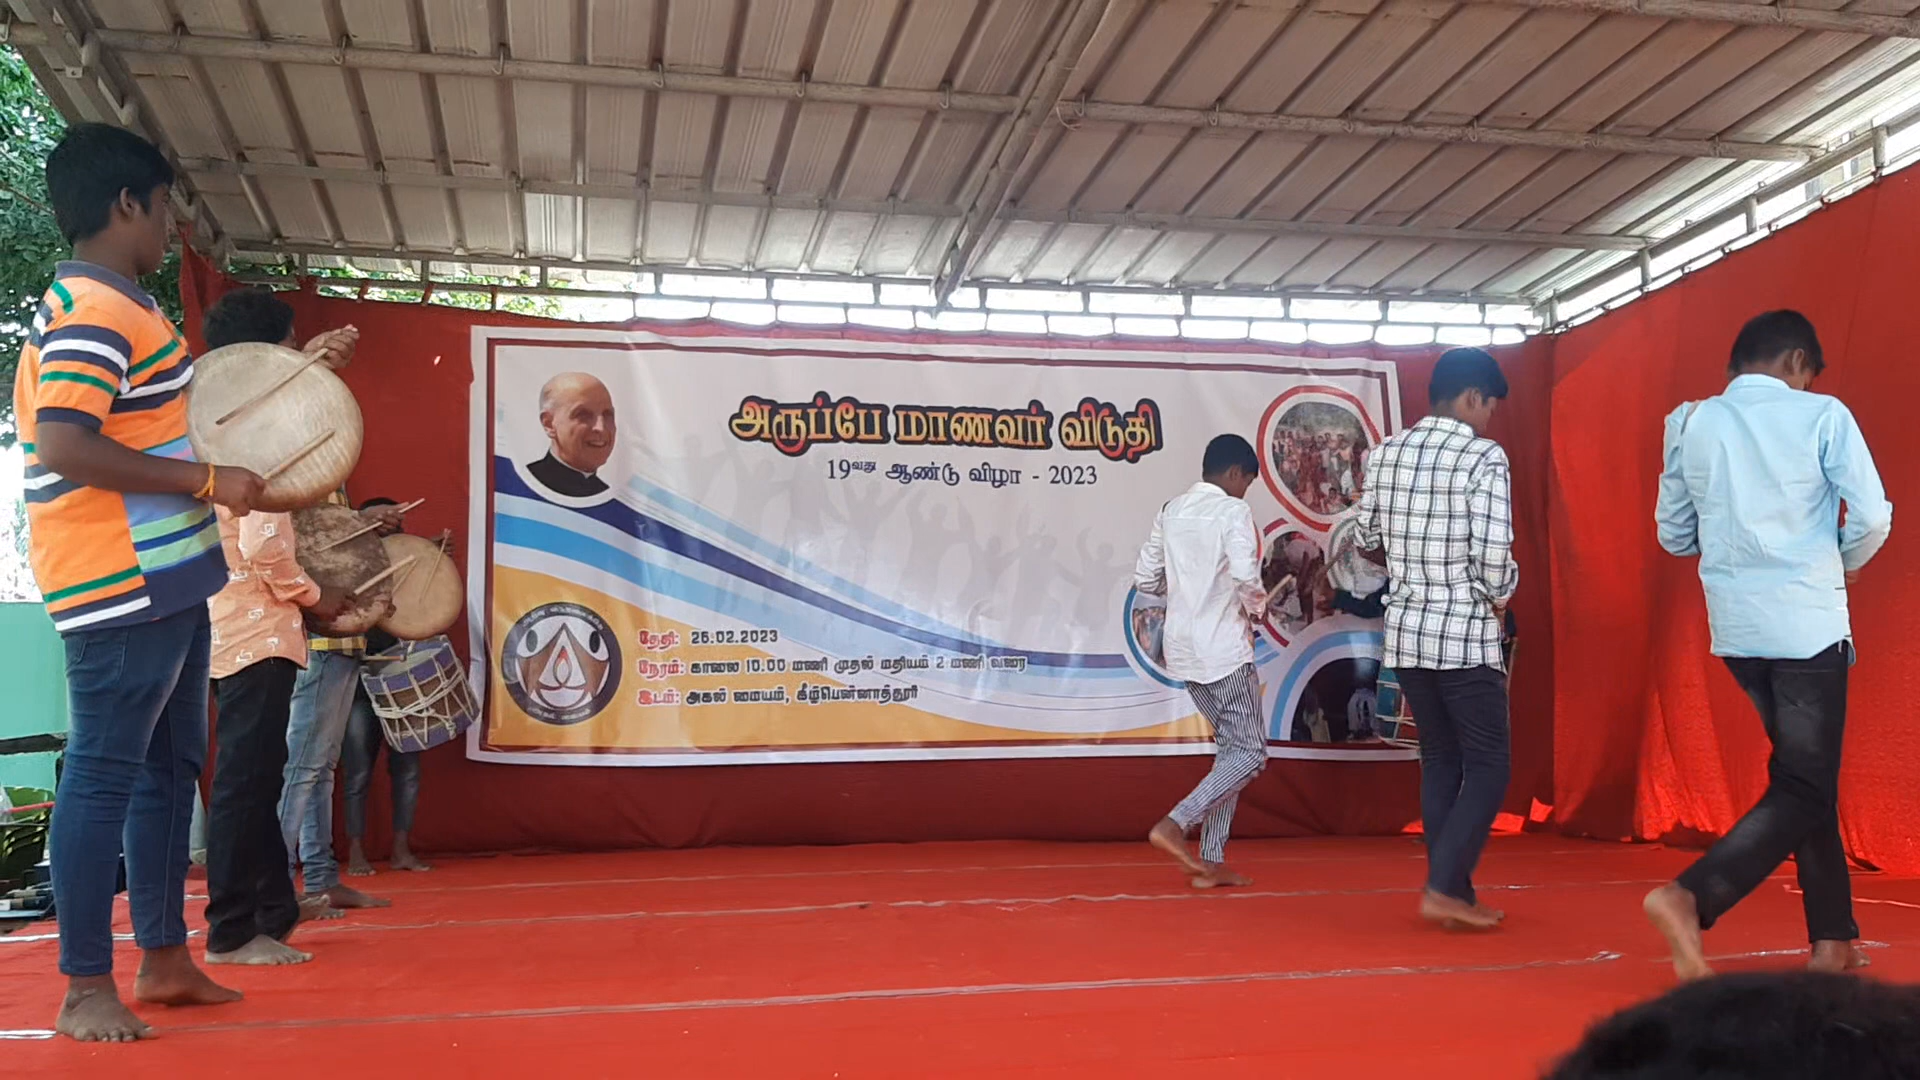 அருப்பே மாணவர் விடுதி
19வது ஆண்டு விழா - 2023
தேதி: 26.02.2023
நேரம்: காலை 10.00 மணி முதல் மதியம் 2 மணி வரை
இடம்: அகல் மையம், கீழ்பென்னாத்தூர்